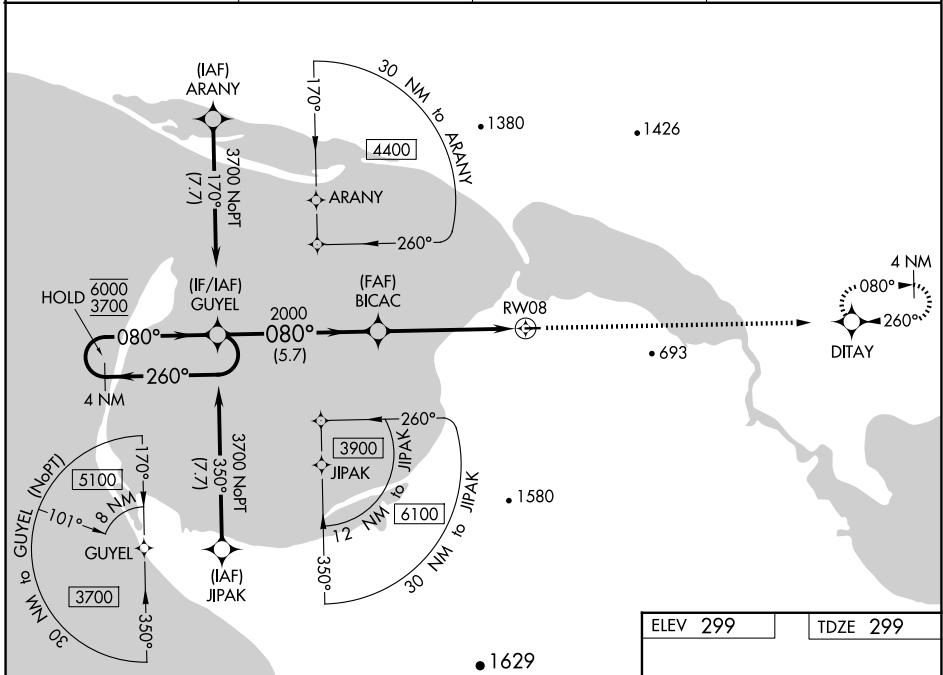 (IAF)
ARANY
3700 NoPT
170°
(7.7)
170°
30 NM to ARANY
4400
ARANY
260°
1380
1426
HOLD 6000
3700
080°
260°
4 NM
(IF/IAF)
GUYEL
2000
080°
(5.7)
(FAF)
BICAC
RW08
693
4 NM
080°
260°
DITAY
3700 NoPT
350°
(7.7)
(IAF)
JIPAK
30 NM to GUYEL (NoPT)
170°
5100
101°
8 NM
GUYEL
3700
350°
260°
3900
JIPAK
12 NM to JIPAK
6100
350°
30 NM to JIPAK
1580
1629
ELEV 299
TDZE 299